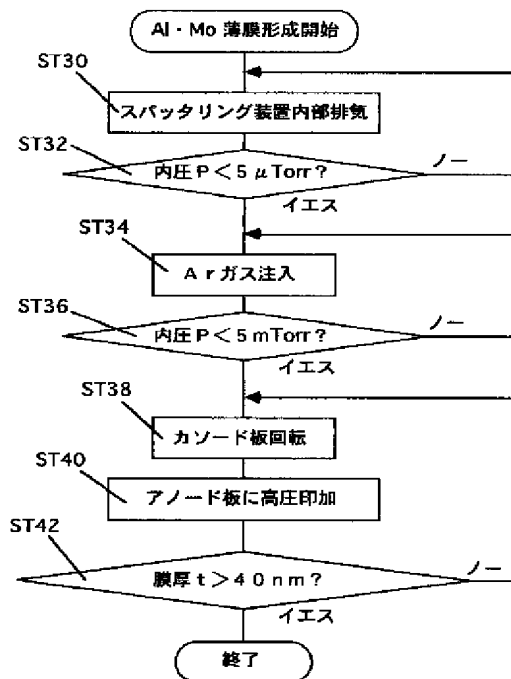 Al・Mo 薄膜形成開始
ST30
スパッタリング装置内部排気
ST32
内圧 P < 5 μTorr?
ノー
イエス
ST34
Arガス注入
ST36
内圧 P < 5 mTorr?
ノー
イエス
ST38
カソード板回転
ST40
アノード板に高圧印加
ST42
膜厚 t > 40 nm?
ノー
イエス
終了